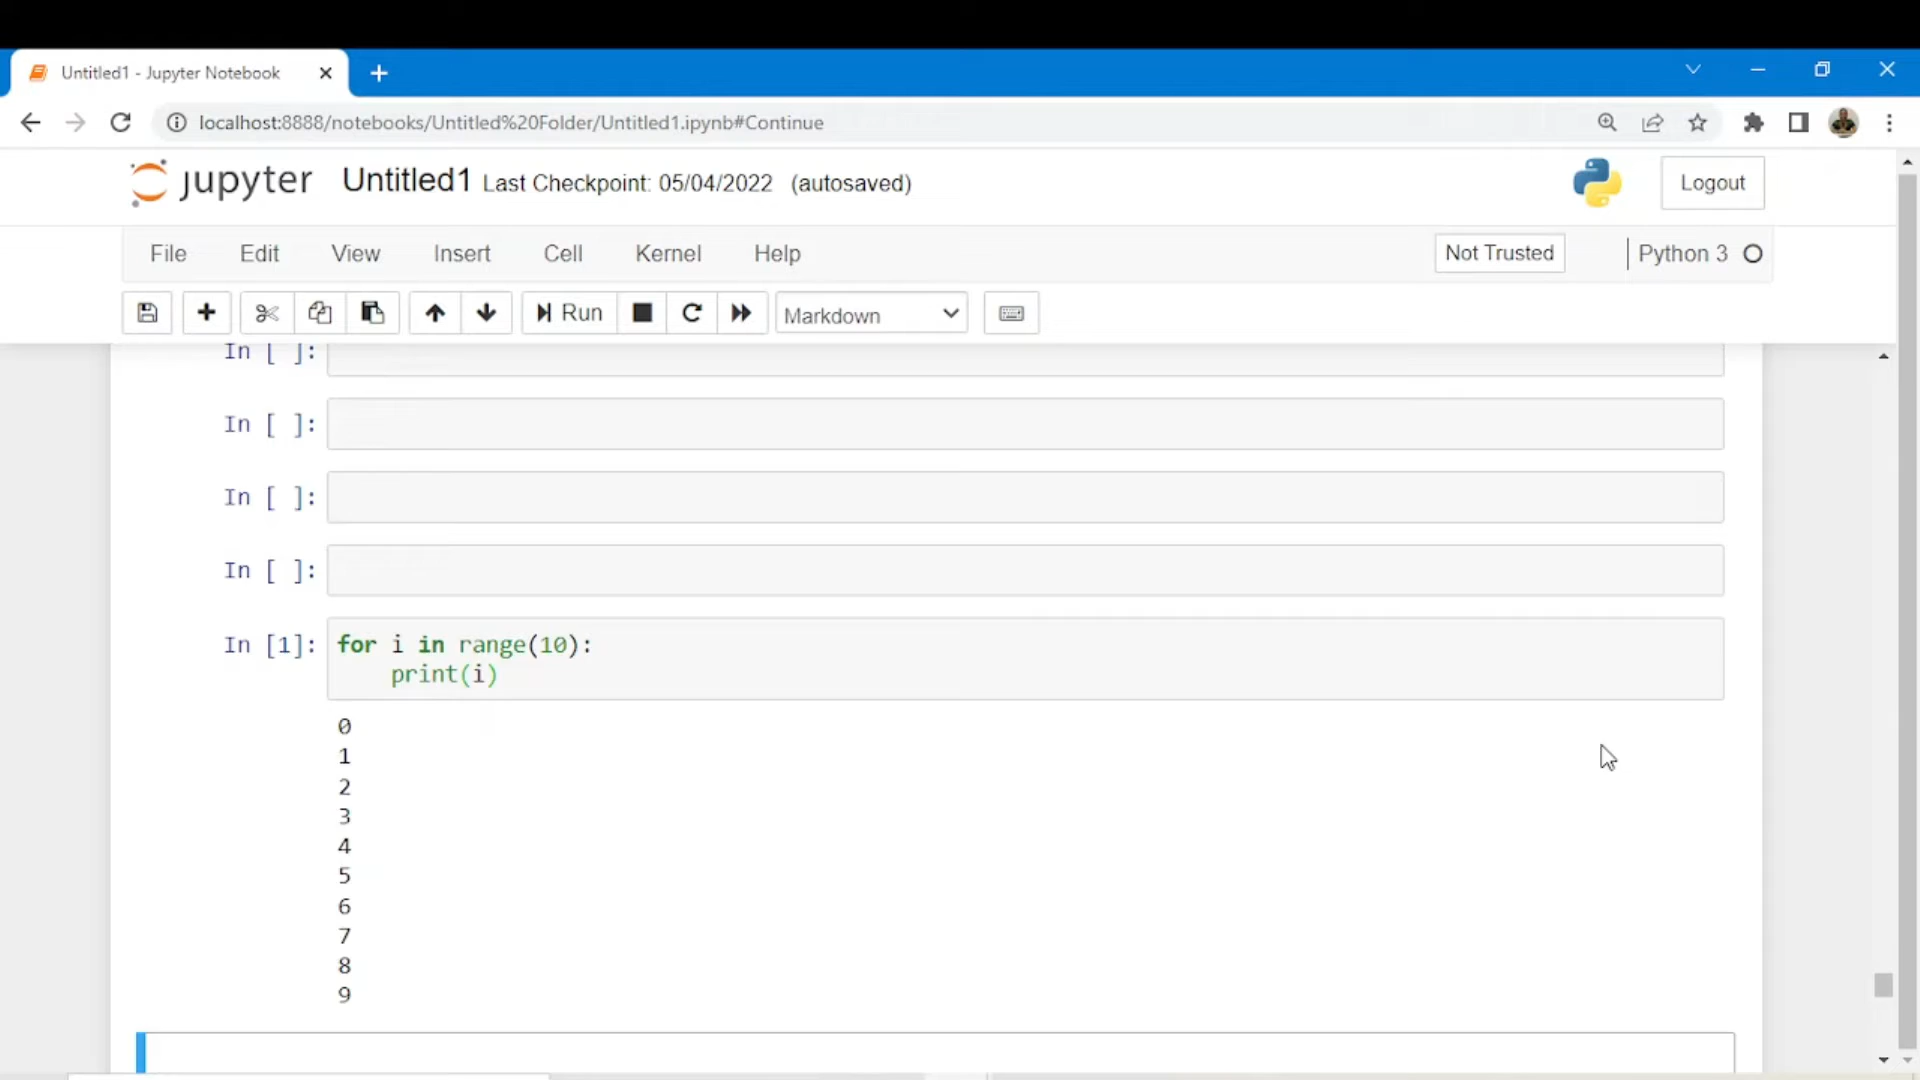 Untitled1 - Jupyter Notebook
localhost:8888/notebooks/Untitled%20Folder/Untitled1.ipynb#Continue
jupyter Untitled1 Last Checkpoint: 05/04/2022 (autosaved) Logout
File Edit View Insert Cell Kernel Help Not Trusted Python 3
Run Markdown
In [ ]:
In [ ]:
In [ ]:
In [ ]:
In [1]: for i in range(10):
print(i)
0
1
2
3
4
5
6
7
8
9